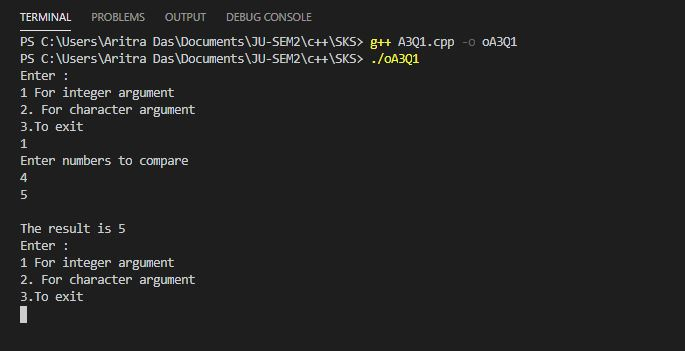 TERMINAL PROBLEMS OUTPUT DEBUG CONSOLE
PS C:\Users\Aritra Das\Documents\JU-SEM2\c++\SKS> g++ A3Q1.cpp -o oA3Q1
PS C:\Users\Aritra Das\Documents\JU-SEM2\c++\SKS> ./oA3Q1
Enter :
1 For integer argument
2. For character argument
3.To exit
1
Enter numbers to compare
4
5
The result is 5
Enter :
1 For integer argument
2. For character argument
3.To exit